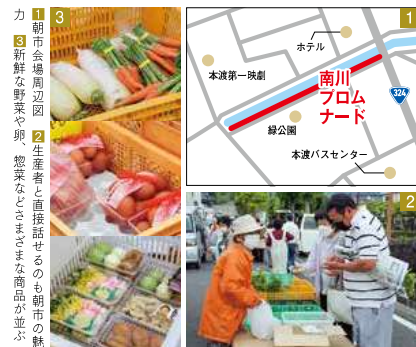 1 朝市会場周辺図 2 生産者と直接話せるのも朝市の魅
力 3 新鮮な野菜や卵、惣菜などさまざまな商品が並ぶ
3
1
ホテル
本渡第一映劇
南川
プロム
ナード
324
緑公園
本渡バスセンター
2